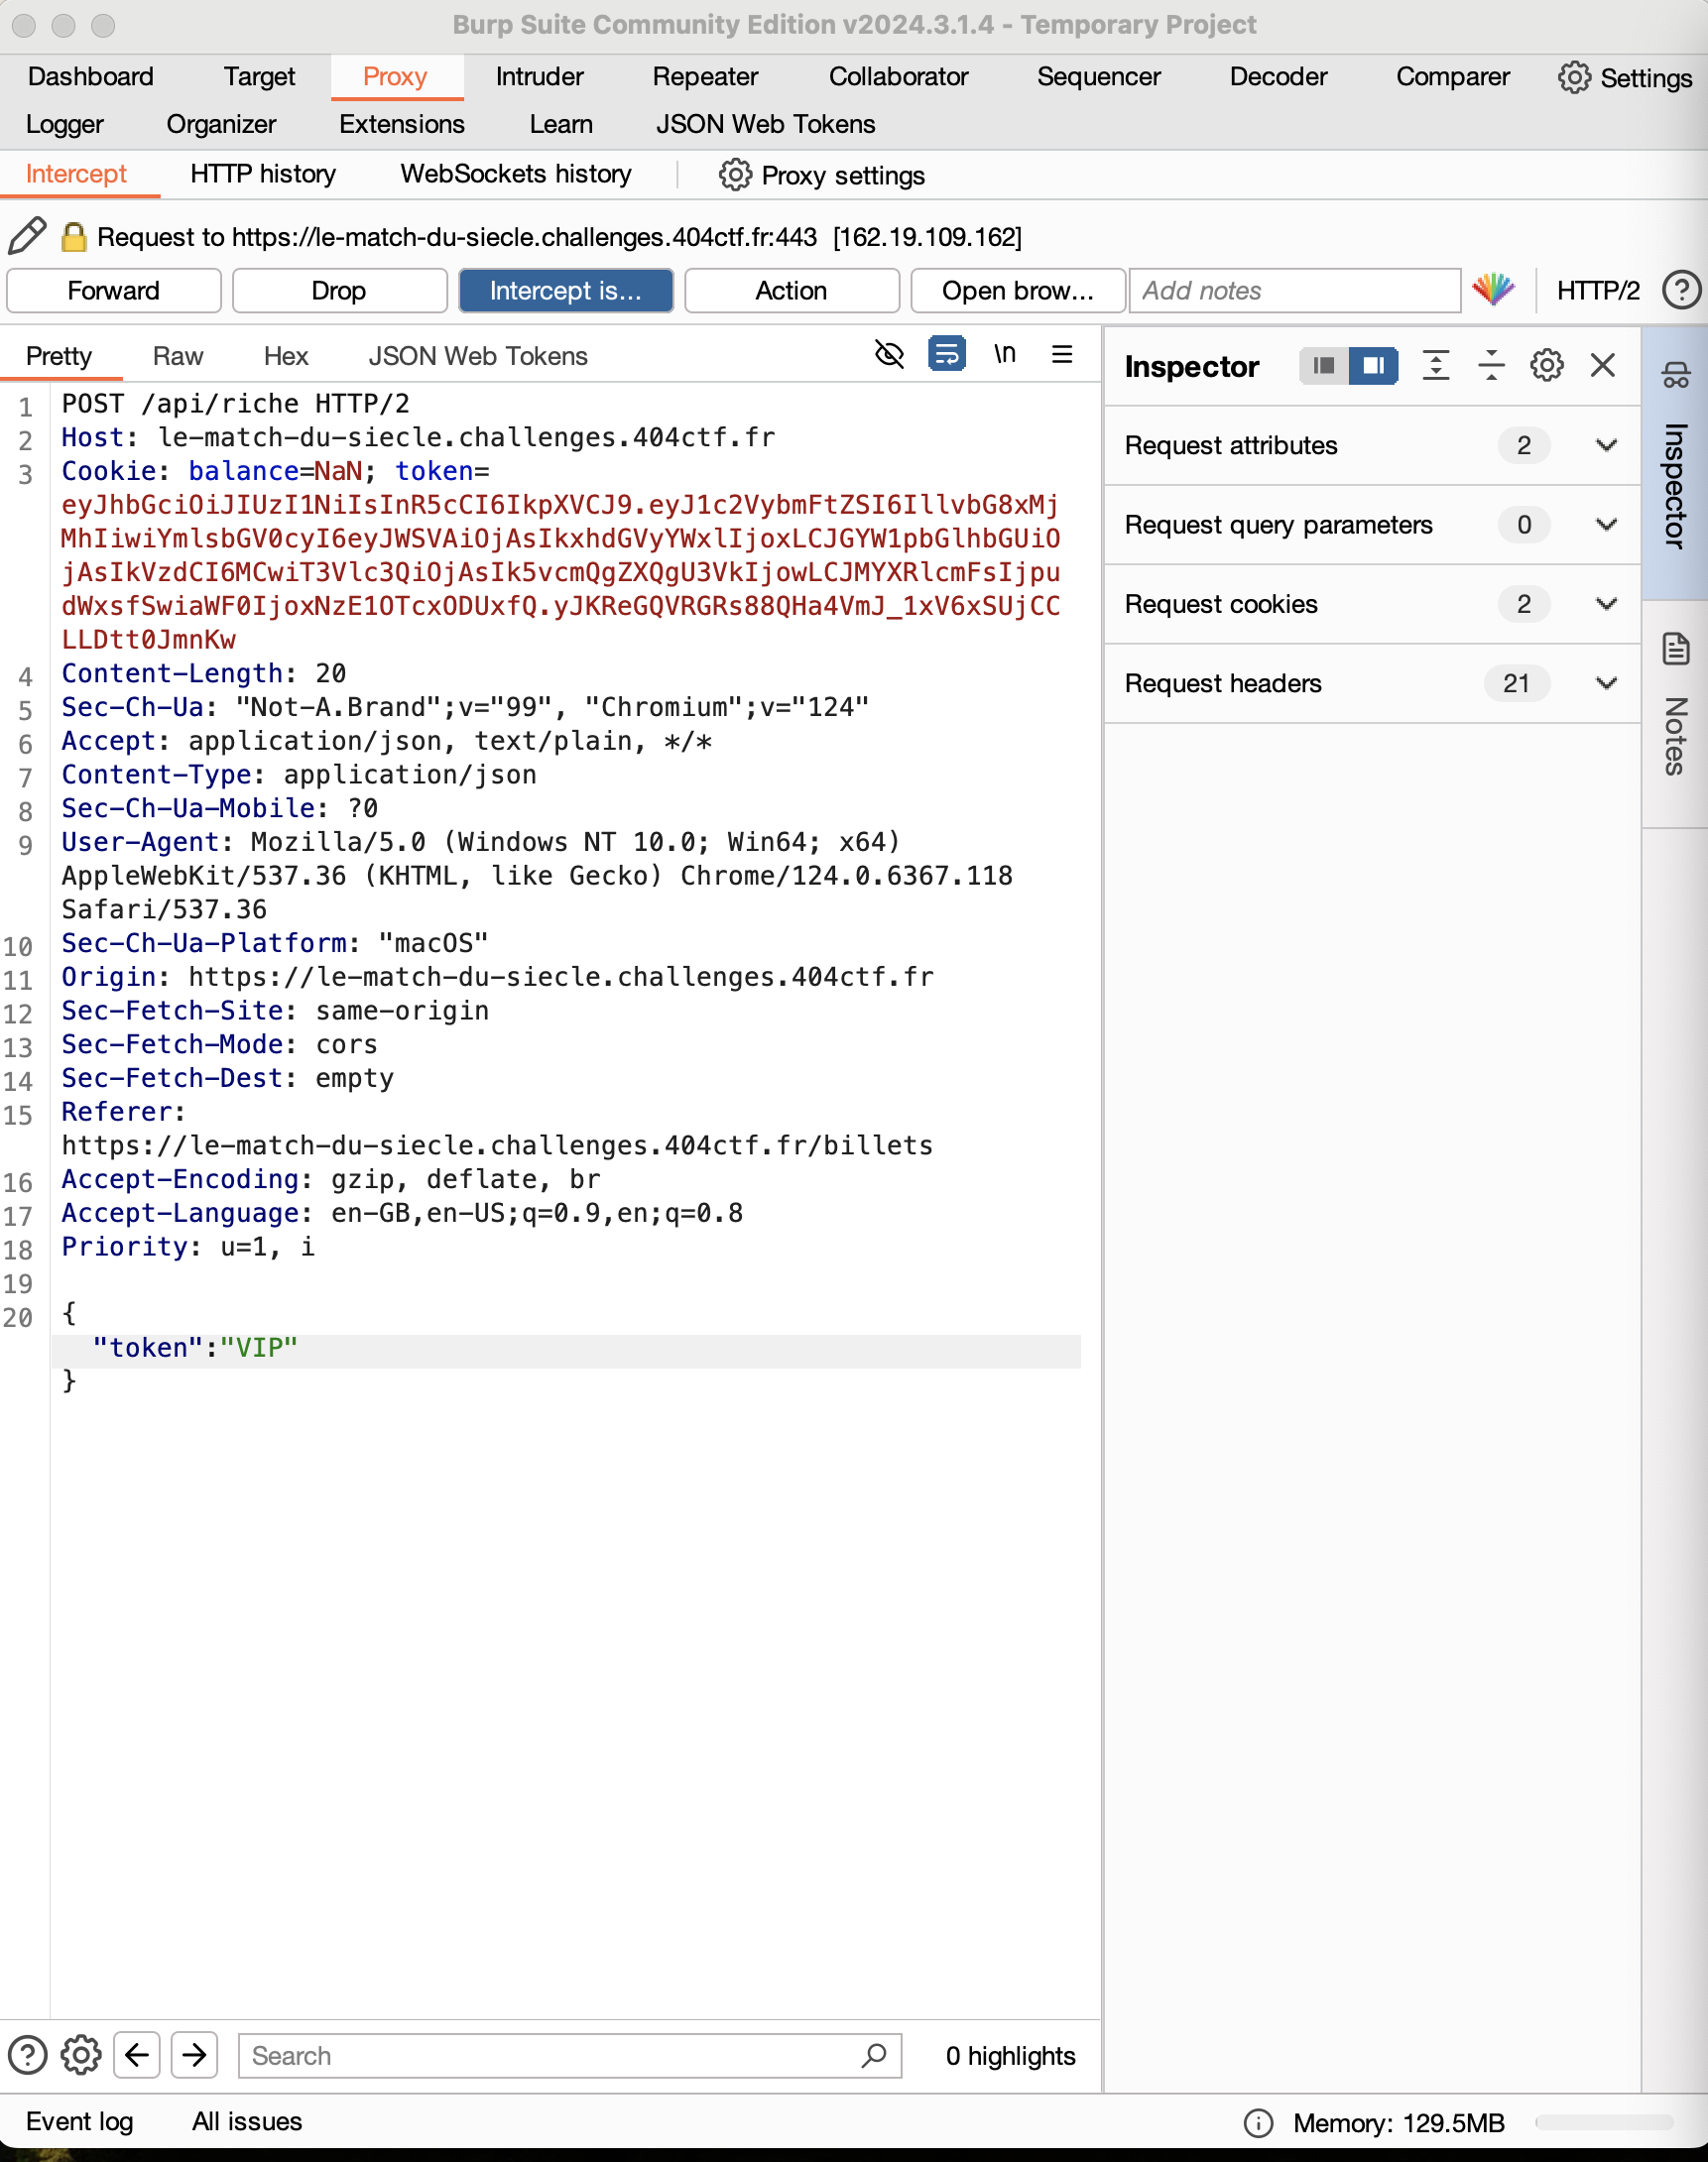 Burp Suite Community Edition v2024.3.1.4 - Temporary Project
Dashboard Target Proxy Intruder Repeater Collaborator Sequencer Decoder Comparer Settings
Logger Organizer Extensions Learn JSON Web Tokens
Intercept HTTP history WebSockets history Proxy settings
Request to https://le-match-du-siecle.challenges.404ctf.fr:443 [162.19.109.162]
Forward Drop Intercept is... Action Open brow... Add notes HTTP/2 ?
Pretty Raw Hex JSON Web Tokens \n
1 POST /api/riche HTTP/2
2 Host: le-match-du-siecle.challenges.404ctf.fr
3 Cookie: balance=NaN; token=
eyJhbGciOiJIUzI1NiIsInR5cCI6IkpXVCJ9.eyJ1c2VybmFtZSI6IllvbG8xMj
MhIiwiYmlsbGV0cyI6eyJWSVAiOjAsIkxhdGVyYWxlIjoxLCJGYW1pbGlhbGUiO
jAsIkVzdCI6MCwiT3Vlc3QiOjAsIk5vcmQgZXQgU3VkIjowLCJMYXRlcmFsIjpu
dWxsfSwiaWF0IjoxNzE1OTcxODUxfQ.yJKReGQVRGRs88QHa4VmJ_1xV6xSUjCC
LLDtt0JmnKw
4 Content-Length: 20
5 Sec-Ch-Ua: "Not-A.Brand";v="99", "Chromium";v="124"
6 Accept: application/json, text/plain, */*
7 Content-Type: application/json
8 Sec-Ch-Ua-Mobile: ?0
9 User-Agent: Mozilla/5.0 (Windows NT 10.0; Win64; x64)
AppleWebKit/537.36 (KHTML, like Gecko) Chrome/124.0.6367.118
Safari/537.36
10 Sec-Ch-Ua-Platform: "macOS"
11 Origin: https://le-match-du-siecle.challenges.404ctf.fr
12 Sec-Fetch-Site: same-origin
13 Sec-Fetch-Mode: cors
14 Sec-Fetch-Dest: empty
15 Referer:
https://le-match-du-siecle.challenges.404ctf.fr/billets
16 Accept-Encoding: gzip, deflate, br
17 Accept-Language: en-GB,en-US;q=0.9,en;q=0.8
18 Priority: u=1, i
19
20 {
"token":"VIP"
}
Inspector
Request attributes 2
Request query parameters 0
Request cookies 2
Request headers 21
Inspector
Notes
? Search 0 highlights
Event log All issues Memory: 129.5MB